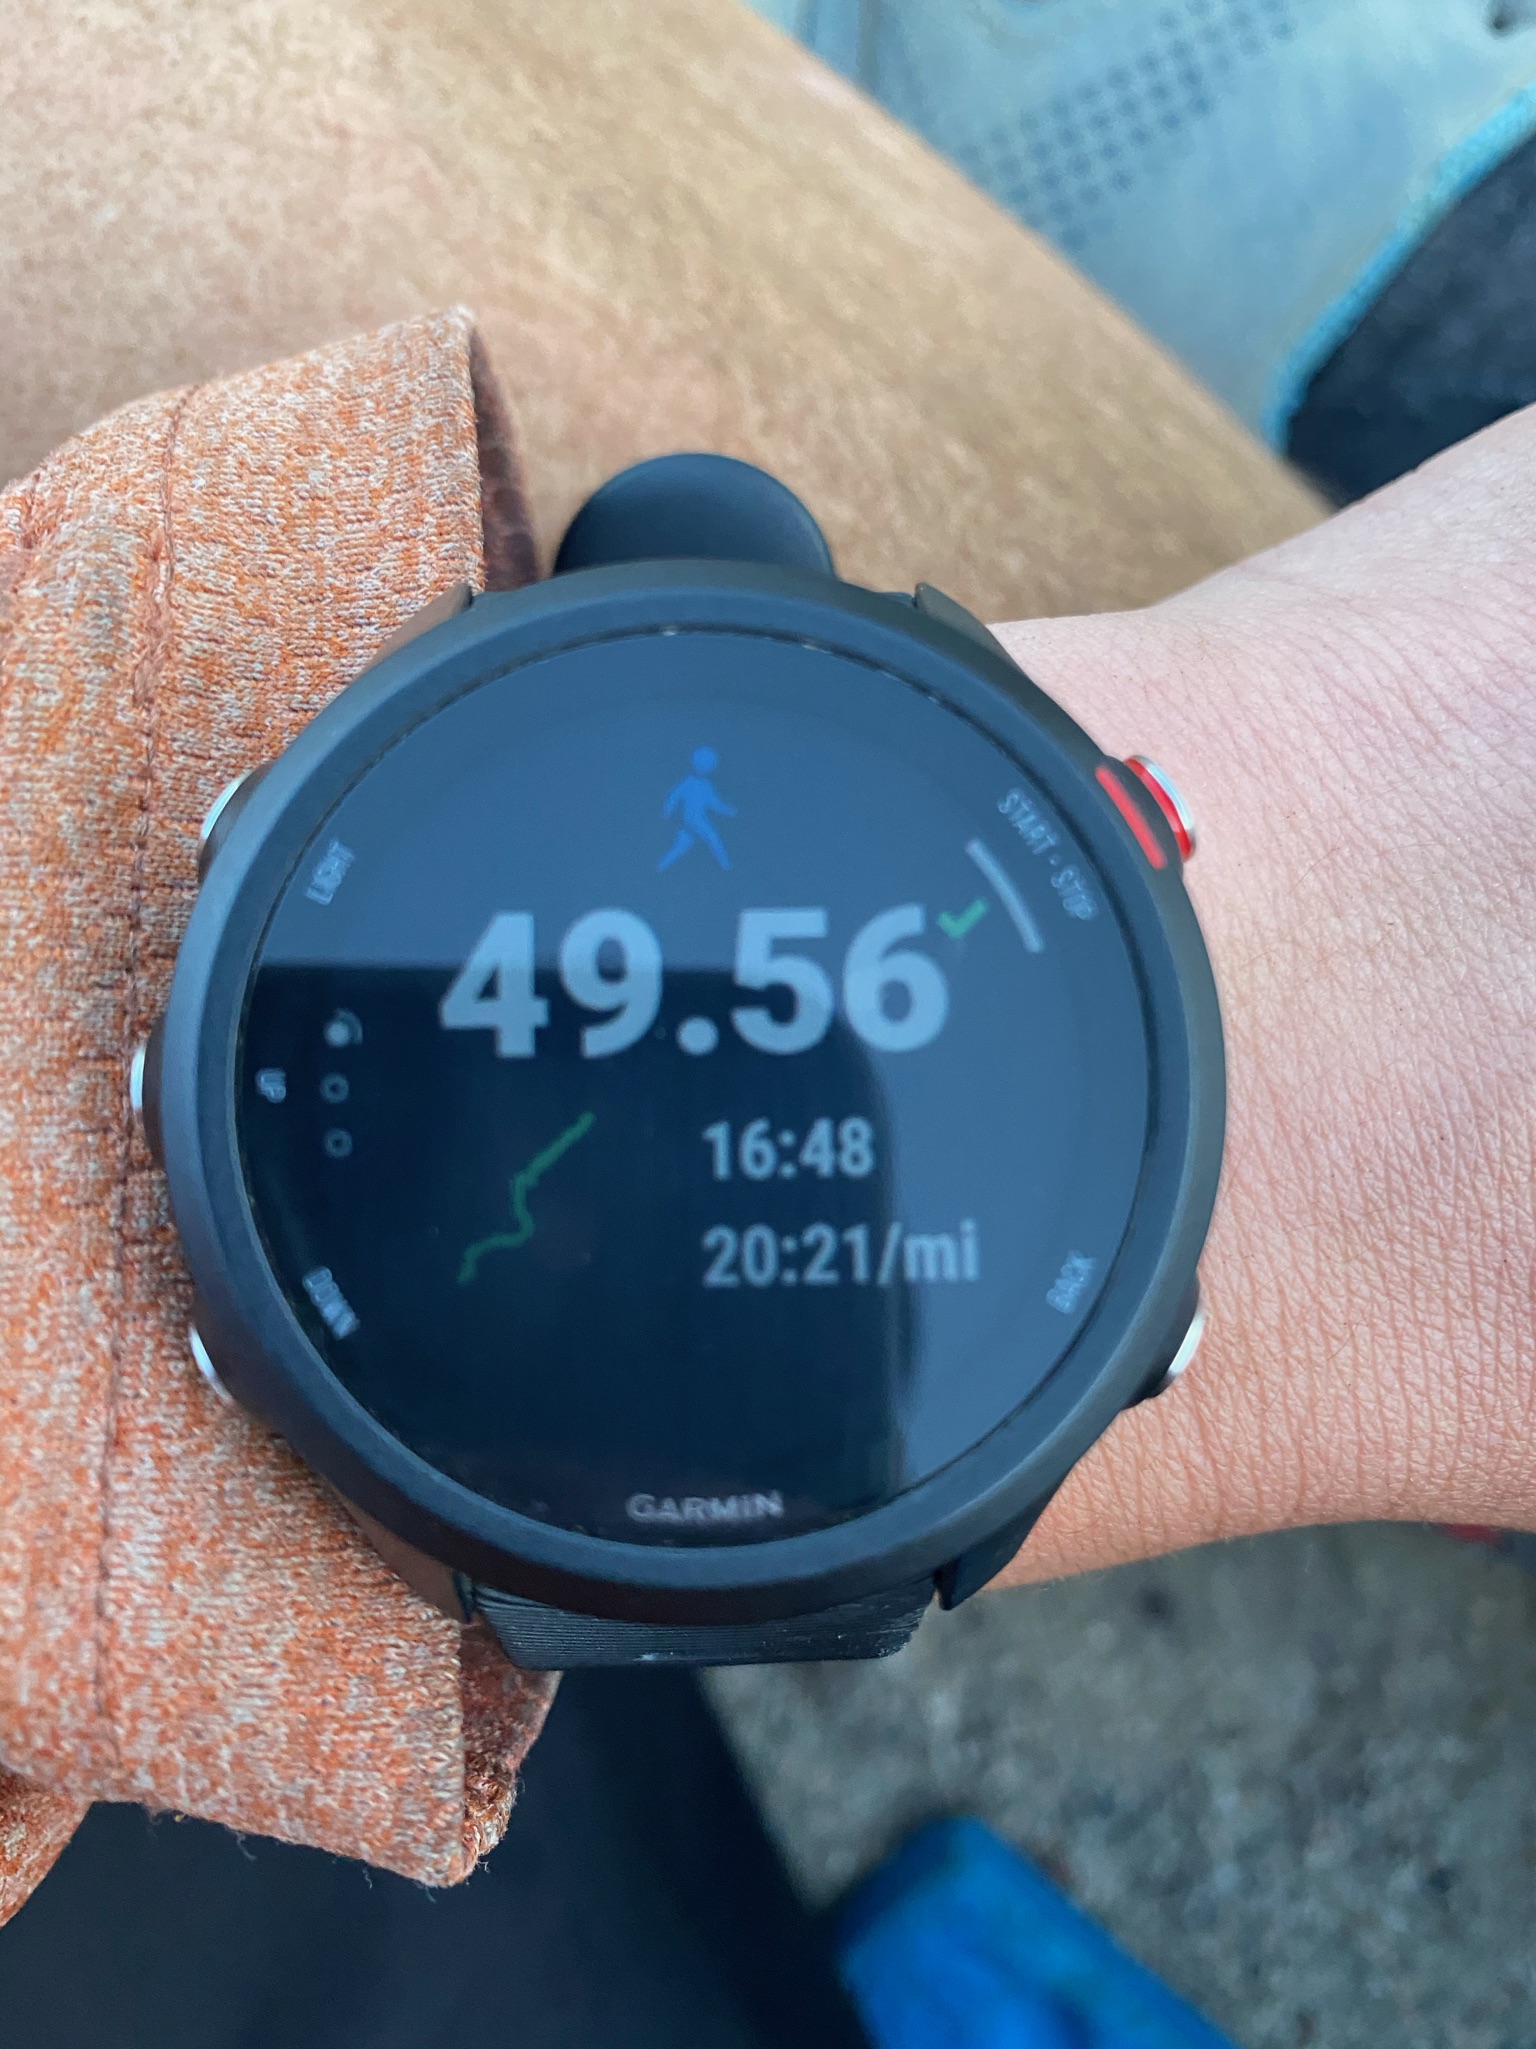 START · STOP
LIGHT
49.56
UP
16:48
20:21/mi
DOWN
BACK
GARMIN